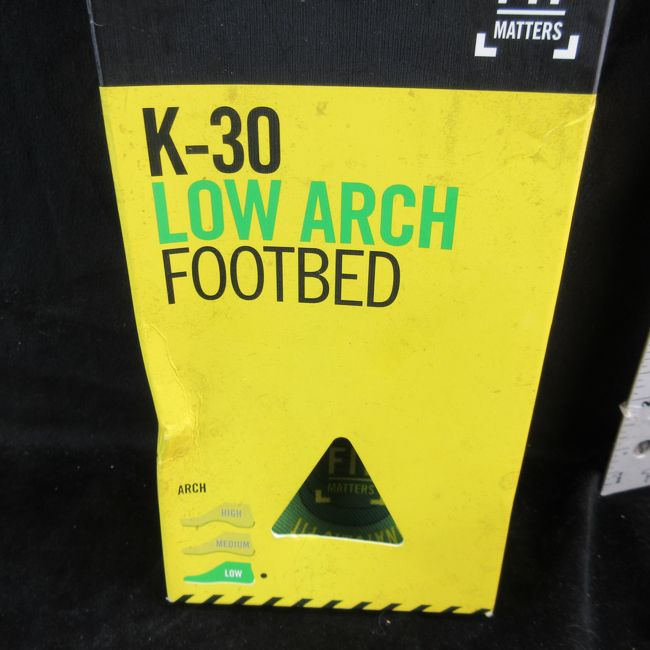 MATTERS
K-30
LOW ARCH
FOOTBED
MATTERS
ARCH
HIGH
MEDIUM
LOW